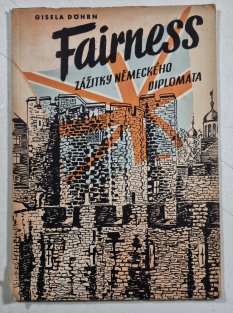 GISELA DÖHRN
Fairness
ZÁŽITKY NĚMECKÉHO
DIPLOMATA